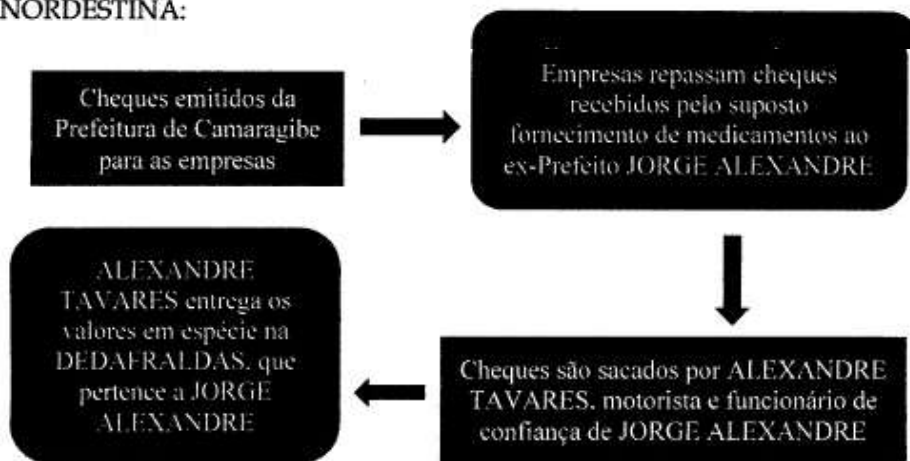 NORDESTINA:
Cheques emitidos da
Prefeitura de Camaragibe
para as empresas
Empresas repassam cheques
recebidos pelo suposto
fornecimento de medicamentos ao
ex-Prefeito JORGE ALEXANDRE
Cheques são sacados por ALEXANDRE
TAVARES, motorista e funcionário de
confiança de JORGE ALEXANDRE
ALEXANDRE
TAVARES entrega os
valores em espécie na
DEDAFRALDAS, que
pertence a JORGE
ALEXANDRE